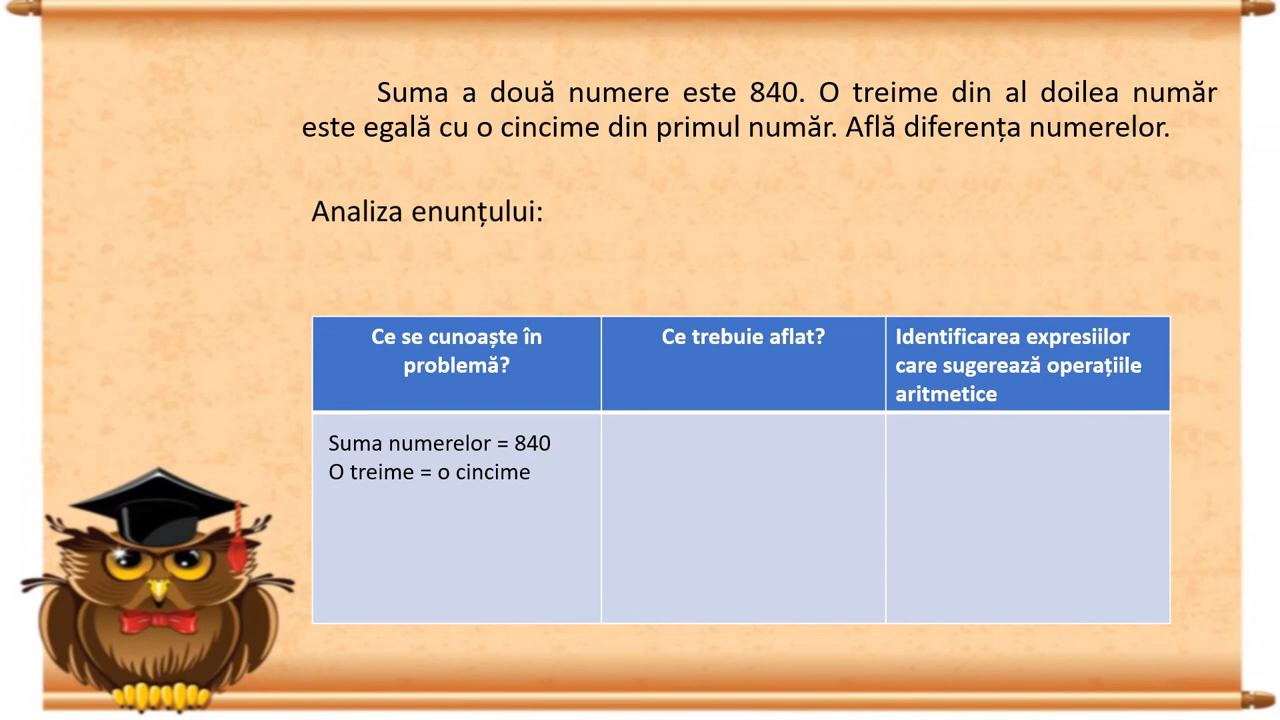 Suma a două numere este 840. O treime din al doilea număr
este egală cu o cincime din primul număr. Află diferența numerelor.
Analiza enunțului:
Ce se cunoaște în
problemă?
Ce trebuie aflat?
Identificarea expresiilor
care sugerează operațiile
aritmetice
Suma numerelor = 840
O treime = o cincime